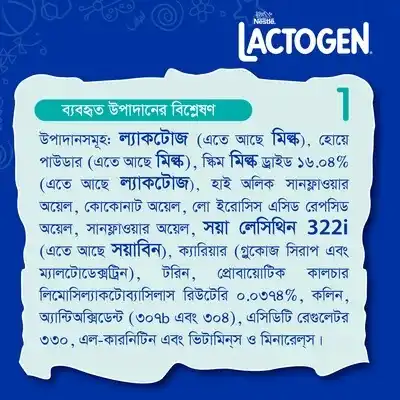 Nestlé
LACTOGEN
ব্যবহৃত উপাদানের বিশ্লেষণ
1
উপাদানসমূহ: ল্যাকটোজ (এতে আছে মিল্ক), হোয়ে
পাউডার (এতে আছে মিল্ক), স্কিম মিল্ক ড্রাইড ১৬.০৪%
(এতে আছে ল্যাকটোজ), হাই অলিক সানফ্লাওয়ার
অয়েল, কোকোনাট অয়েল, লো ইরোসিস এসিড রেপসিড
অয়েল, সানফ্লাওয়ার অয়েল, সয়া লেসিথিন 322i
(এতে আছে সয়াবিন), ক্যারিয়ার (গ্লুকোজ সিরাপ এবং
ম্যালটোডেক্সট্রিন), টরিন, প্রোবায়োটিক কালচার
লিমোসিল্যাকটোব্যাসিলাস রিউটেরি ০.০৩৭৪%, কলিন,
অ্যান্টিঅক্সিডেন্ট (৩০৭b এবং ৩০৪), এসিডিটি রেগুলেটর
৩৩০, এল-কারনিটিন এবং ভিটামিন্স ও মিনারেল্স।